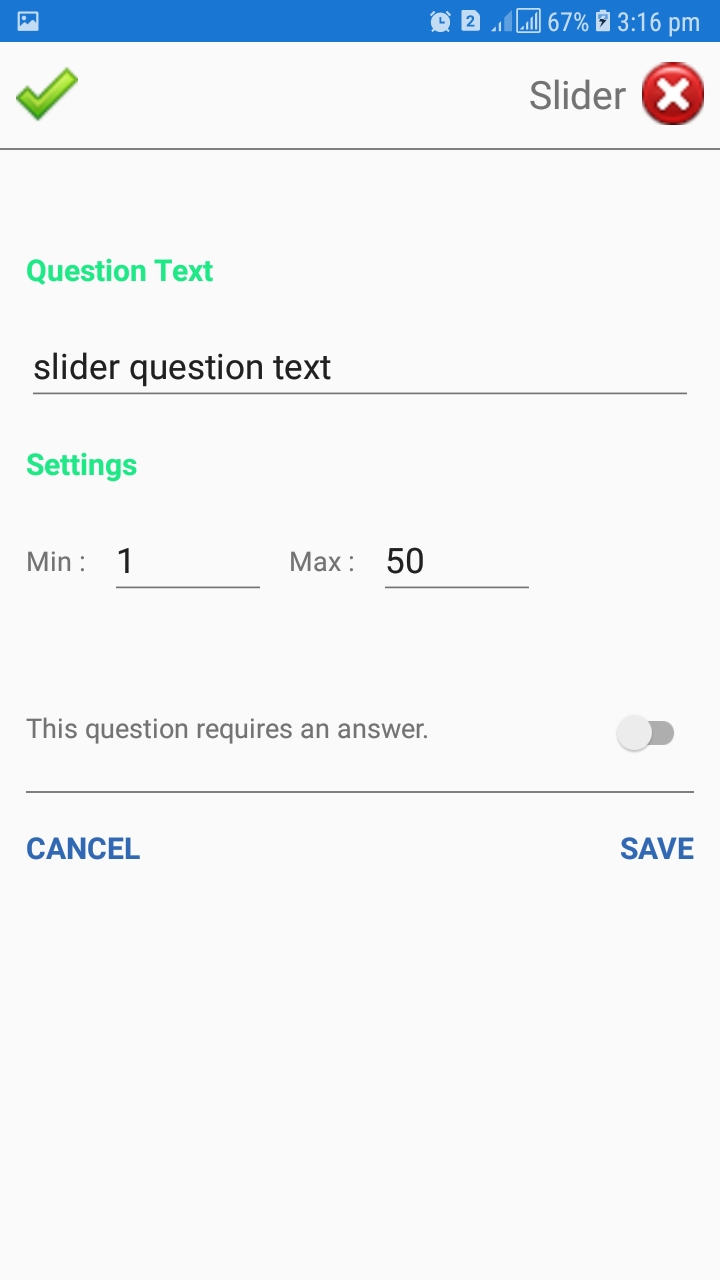 2 67% 3:16 pm
Slider
Question Text
slider question text
Settings
Min : 1 Max : 50
This question requires an answer.
CANCEL SAVE